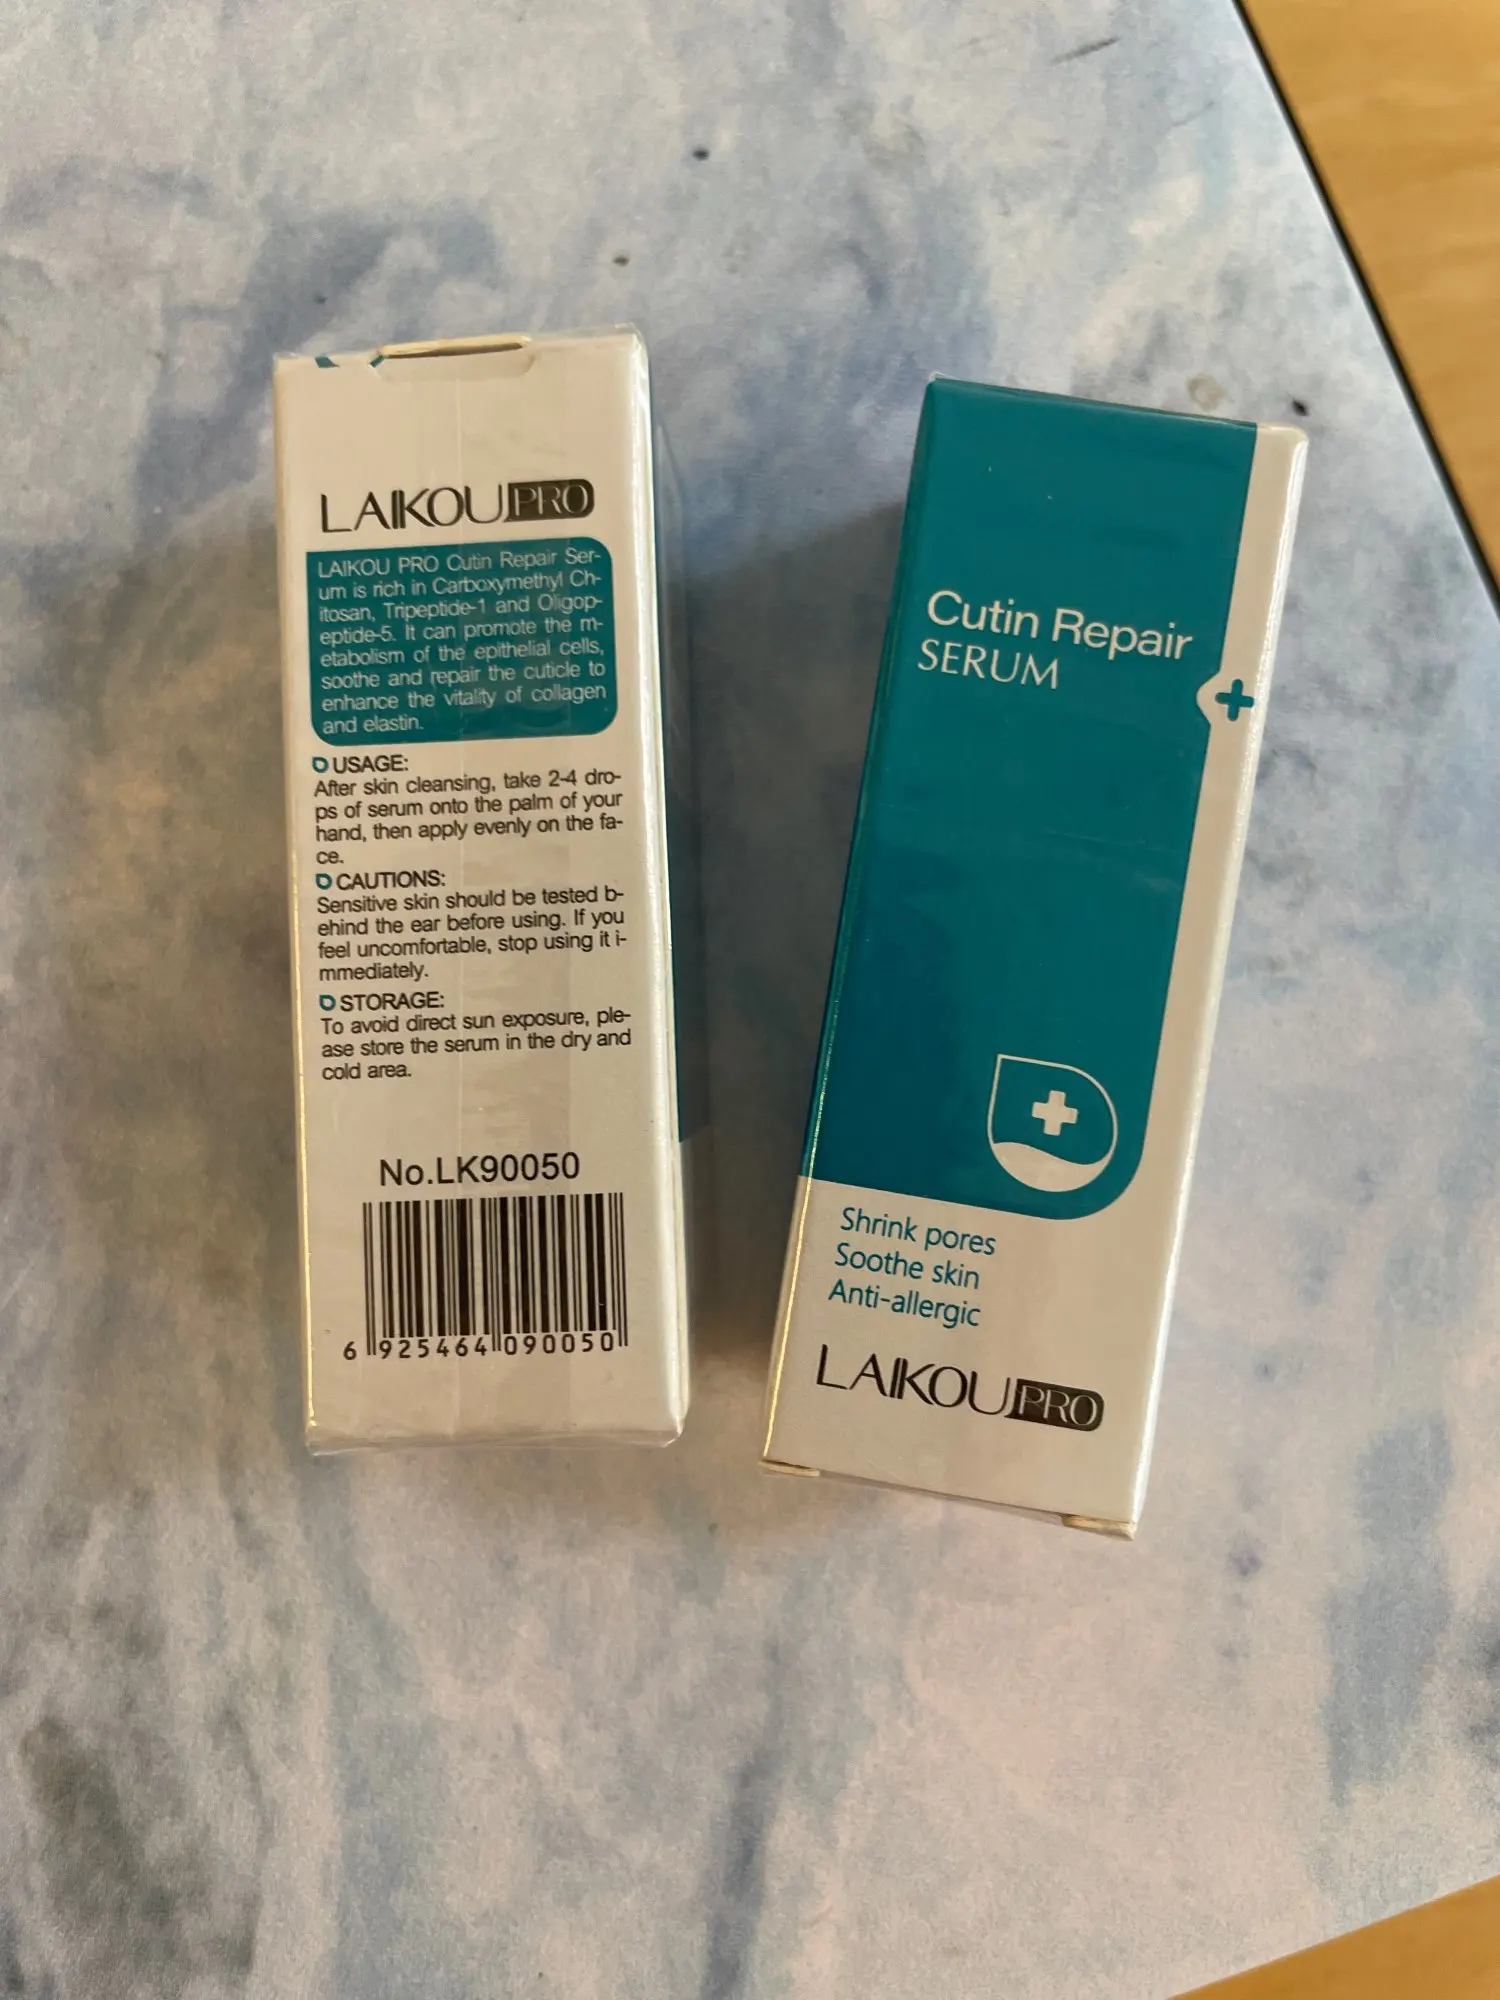 LAIKOU PRO
LAIKOU PRO Cutin Repair Ser-
um is rich in Carboxymethyl Ch-
itosan, Tripeptide-1 and Oligop-
eptide-5. It can promote the m-
etabolism of the epithelial cells,
soothe and repair the cuticle to
enhance the vitality of collagen
and elastin.
USAGE:
After skin cleansing, take 2-4 dro-
ps of serum onto the palm of your
hand, then apply evenly on the fa-
ce.
CAUTIONS:
Sensitive skin should be tested b-
ehind the ear before using. If you
feel uncomfortable, stop using it i-
mmediately.
STORAGE:
To avoid direct sun exposure, ple-
ase store the serum in the dry and
cold area.
No.LK90050
6 925464 090050
Cutin Repair
SERUM
Shrink pores
Soothe skin
Anti-allergic
LAIKOU PRO